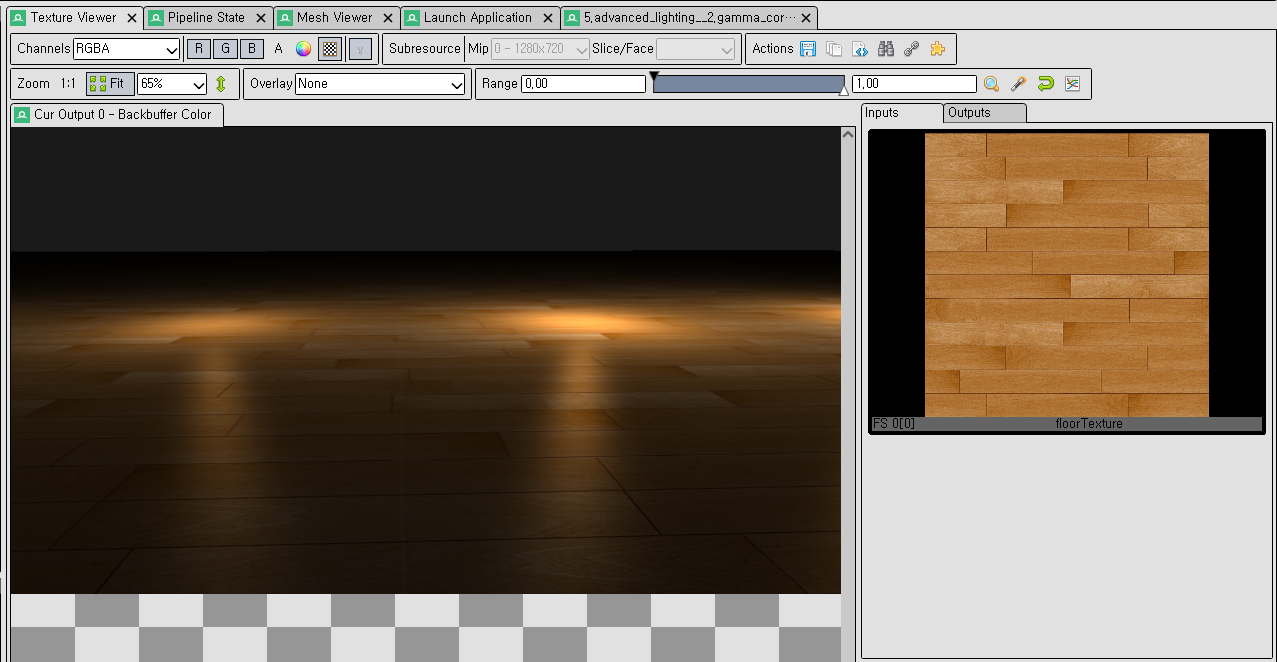 Texture Viewer Pipeline State Mesh Viewer Launch Application 5,advanced_lighting__2,gamma_cor···
Channels RGBA R G B A γ Subresource Mip 0 - 1280x720 Slice/Face Actions
Zoom 1:1 Fit 65% Overlay None Range 0,00 1,00
Cur Output 0 - Backbuffer Color
Inputs Outputs
FS 0[0] floorTexture